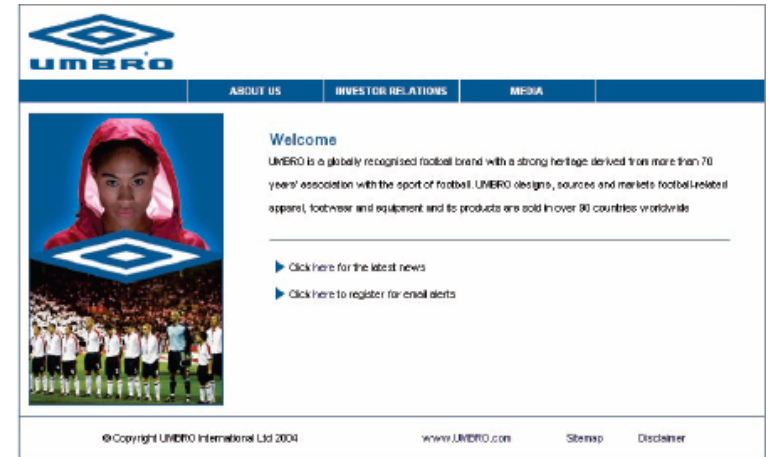 UMBRO
ABOUT US INVESTOR RELATIONS MEDIA
Welcome
UMBRO is a globally recognised football brand with a strong heritage derived from more than 70
years' association with the sport of football. UMBRO designs, sources and markets football-related
apparel, footwear and equipment and its products are sold in over 90 countries worldwide
Click here for the latest news
Click here to register for email alerts
© Copyright UMBRO International Ltd 2004 www.UMBRO.com Sitemap Disclaimer